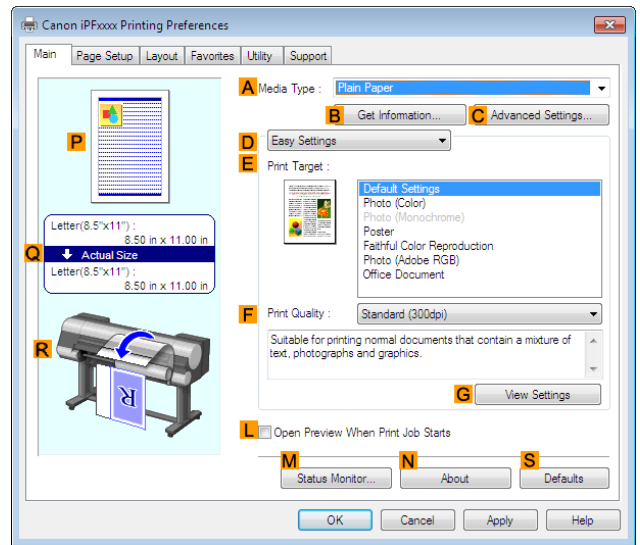 Canon iPFxxxx Printing Preferences
Main Page Setup Layout Favorites Utility Support
A Media Type : Plain Paper
B Get Information... C Advanced Settings...
D Easy Settings
E Print Target :
Default Settings
Photo (Color)
Photo (Monochrome)
Poster
Faithful Color Reproduction
Photo (Adobe RGB)
Office Document
P
Letter(8.5"x11") :
8.50 in x 11.00 in
Q Actual Size
Letter(8.5"x11") :
8.50 in x 11.00 in
F Print Quality : Standard (300dpi)
Suitable for printing normal documents that contain a mixture of
text, photographs and graphics.
R
R
G View Settings
L Open Preview When Print Job Starts
M Status Monitor... N About S Defaults
OK Cancel Apply Help